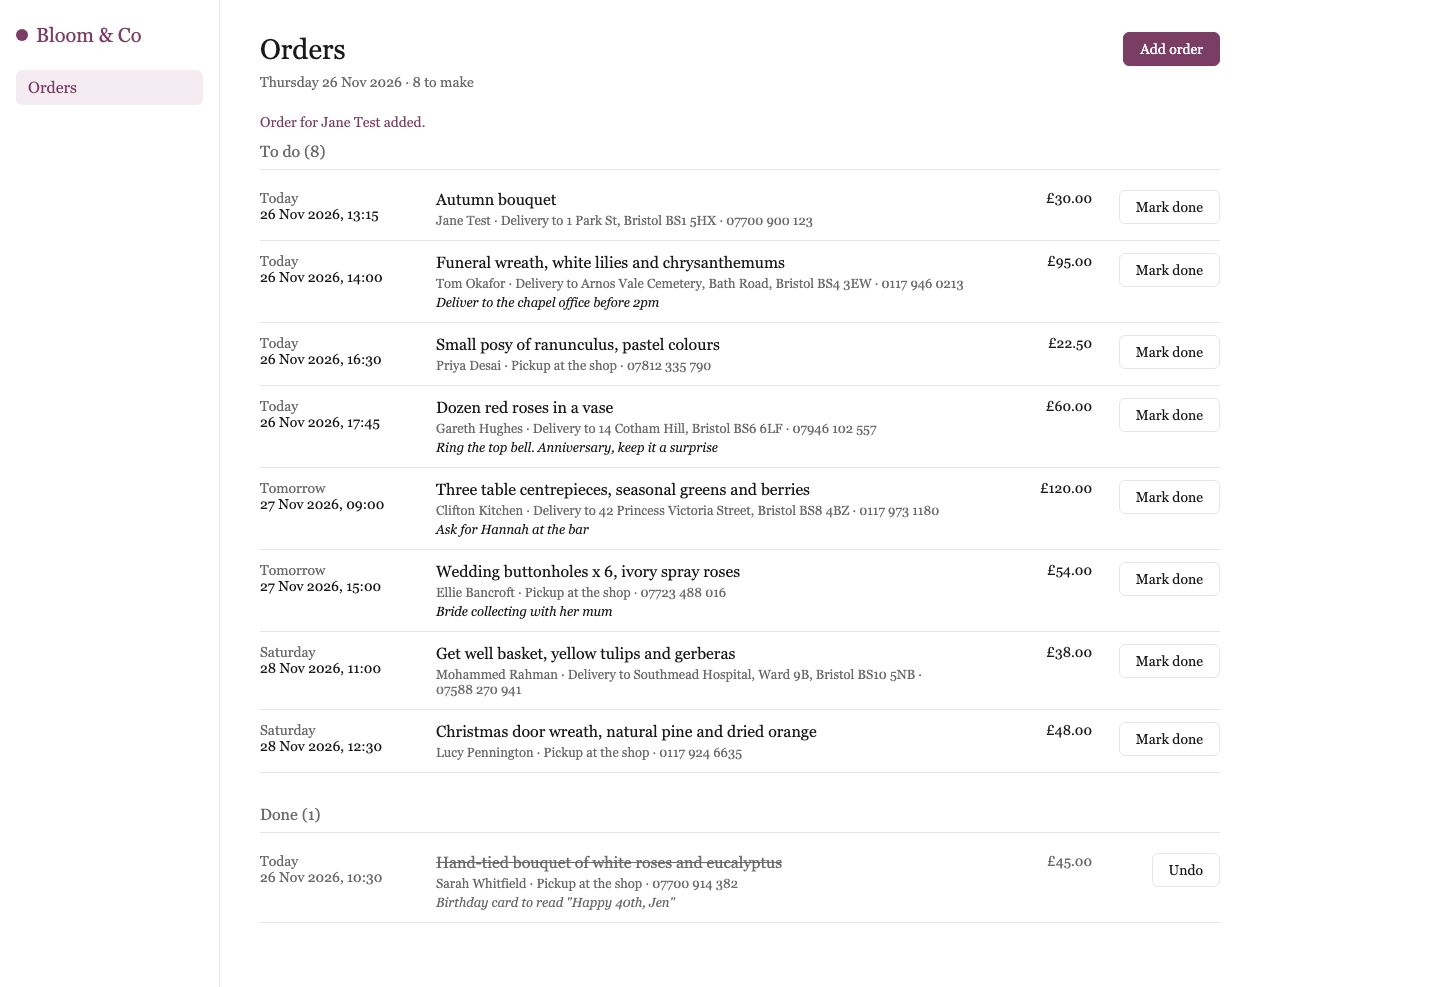 Bloom & Co
Orders
Orders
Add order
Thursday 26 Nov 2026 · 8 to make
Order for Jane Test added.
To do (8)
Today
26 Nov 2026, 13:15
Autumn bouquet
Jane Test · Delivery to 1 Park St, Bristol BS1 5HX · 07700 900 123
£30.00
Mark done
Today
26 Nov 2026, 14:00
Funeral wreath, white lilies and chrysanthemums
Tom Okafor · Delivery to Arnos Vale Cemetery, Bath Road, Bristol BS4 3EW · 0117 946 0213
Deliver to the chapel office before 2pm
£95.00
Mark done
Today
26 Nov 2026, 16:30
Small posy of ranunculus, pastel colours
Priya Desai · Pickup at the shop · 07812 335 790
£22.50
Mark done
Today
26 Nov 2026, 17:45
Dozen red roses in a vase
Gareth Hughes · Delivery to 14 Cotham Hill, Bristol BS6 6LF · 07946 102 557
Ring the top bell. Anniversary, keep it a surprise
£60.00
Mark done
Tomorrow
27 Nov 2026, 09:00
Three table centrepieces, seasonal greens and berries
Clifton Kitchen · Delivery to 42 Princess Victoria Street, Bristol BS8 4BZ · 0117 973 1180
Ask for Hannah at the bar
£120.00
Mark done
Tomorrow
27 Nov 2026, 15:00
Wedding buttonholes x 6, ivory spray roses
Ellie Bancroft · Pickup at the shop · 07723 488 016
Bride collecting with her mum
£54.00
Mark done
Saturday
28 Nov 2026, 11:00
Get well basket, yellow tulips and gerberas
Mohammed Rahman · Delivery to Southmead Hospital, Ward 9B, Bristol BS10 5NB ·
07588 270 941
£38.00
Mark done
Saturday
28 Nov 2026, 12:30
Christmas door wreath, natural pine and dried orange
Lucy Pennington · Pickup at the shop · 0117 924 6635
£48.00
Mark done
Done (1)
Today
26 Nov 2026, 10:30
Hand-tied bouquet of white roses and eucalyptus
Sarah Whitfield · Pickup at the shop · 07700 914 382
Birthday card to read "Happy 40th, Jen"
£45.00
Undo